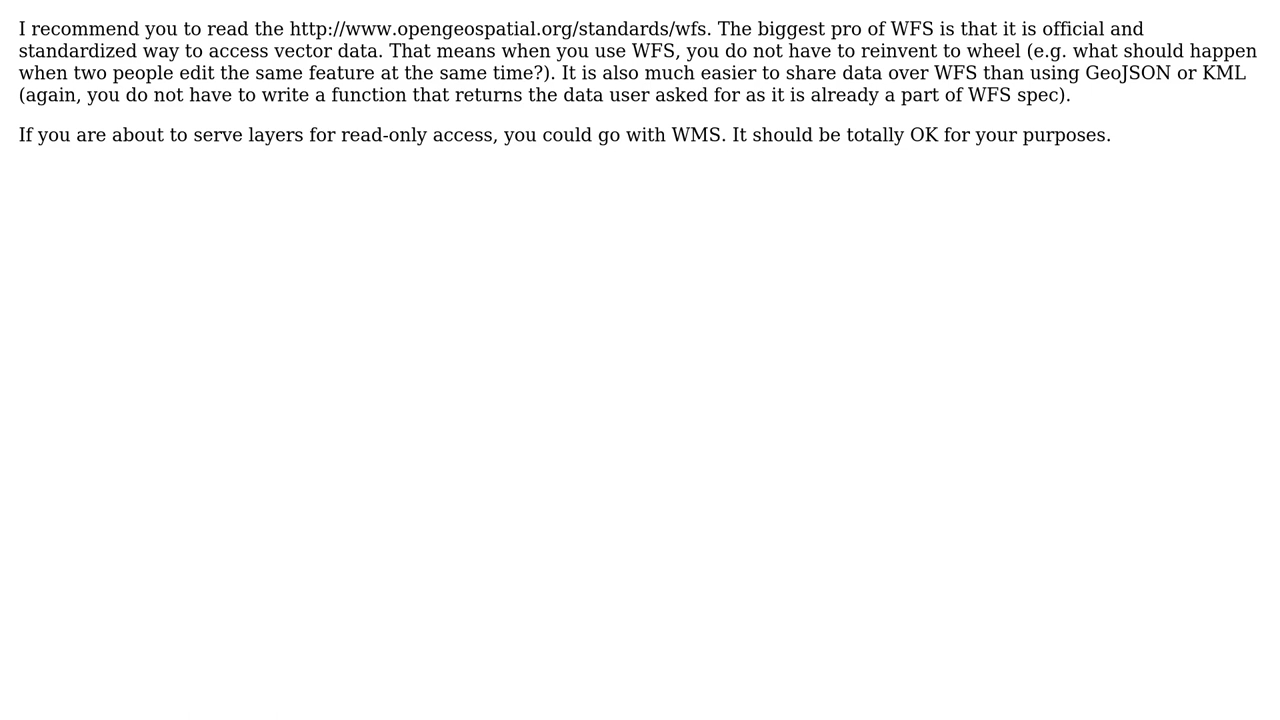 I recommend you to read the http://www.opengeospatial.org/standards/wfs. The biggest pro of WFS is that it is official and
standardized way to access vector data. That means when you use WFS, you do not have to reinvent to wheel (e.g. what should happen
when two people edit the same feature at the same time?). It is also much easier to share data over WFS than using GeoJSON or KML
(again, you do not have to write a function that returns the data user asked for as it is already a part of WFS spec).
If you are about to serve layers for read-only access, you could go with WMS. It should be totally OK for your purposes.